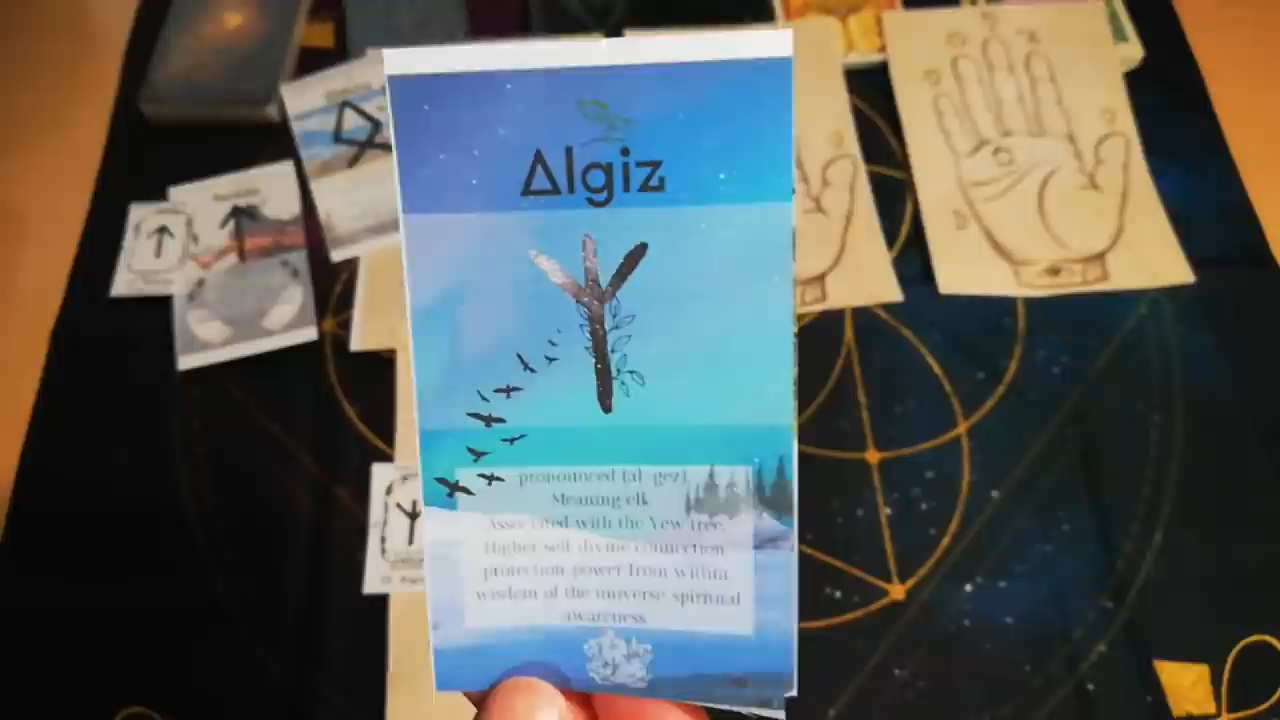 Algiz
pronounced [al-gez].
Meaning elk
Associated with the Yew tree.
Higher self divine connection
protection power from within
wisdom of the universe spiritual
awareness